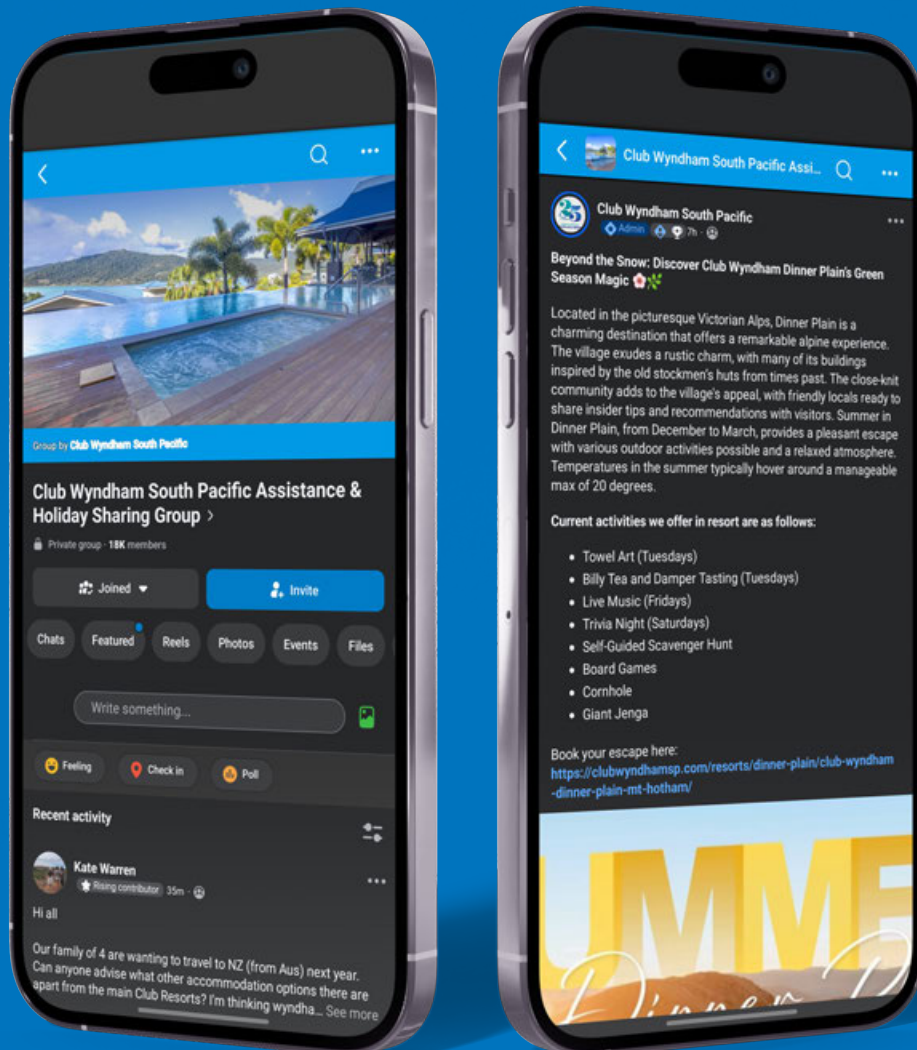 Group by Club Wyndham South Pacific
Club Wyndham South Pacific Assistance &
Holiday Sharing Group >
Private group · 18K members
Joined
Invite
Chats
Featured
Reels
Photos
Events
Files
Write something...
Feeling
Check in
Poll
Recent activity
Kate Warren
Rising contributor 35m ·
Hi all
Our family of 4 are wanting to travel to NZ (from Aus) next year.
Can anyone advise what other accommodation options there are
apart from the main Club Resorts? I'm thinking wyndha... See more
Club Wyndham South Pacific Assi...
25
Club Wyndham South Pacific
Admin 7h ·
Beyond the Snow: Discover Club Wyndham Dinner Plain's Green
Season Magic 🌸🌿
Located in the picturesque Victorian Alps, Dinner Plain is a
charming destination that offers a remarkable alpine experience.
The village exudes a rustic charm, with many of its buildings
inspired by the old stockmen's huts from times past. The close-knit
community adds to the village's appeal, with friendly locals ready to
share insider tips and recommendations with visitors. Summer in
Dinner Plain, from December to March, provides a pleasant escape
with various outdoor activities possible and a relaxed atmosphere.
Temperatures in the summer typically hover around a manageable
max of 20 degrees.
Current activities we offer in resort are as follows:
• Towel Art (Tuesdays)
• Billy Tea and Damper Tasting (Tuesdays)
• Live Music (Fridays)
• Trivia Night (Saturdays)
• Self-Guided Scavenger Hunt
• Board Games
• Cornhole
• Giant Jenga
Book your escape here:
https://clubwyndhamsp.com/resorts/dinner-plain/club-wyndham
-dinner-plain-mt-hotham/
UMME
Dinner P